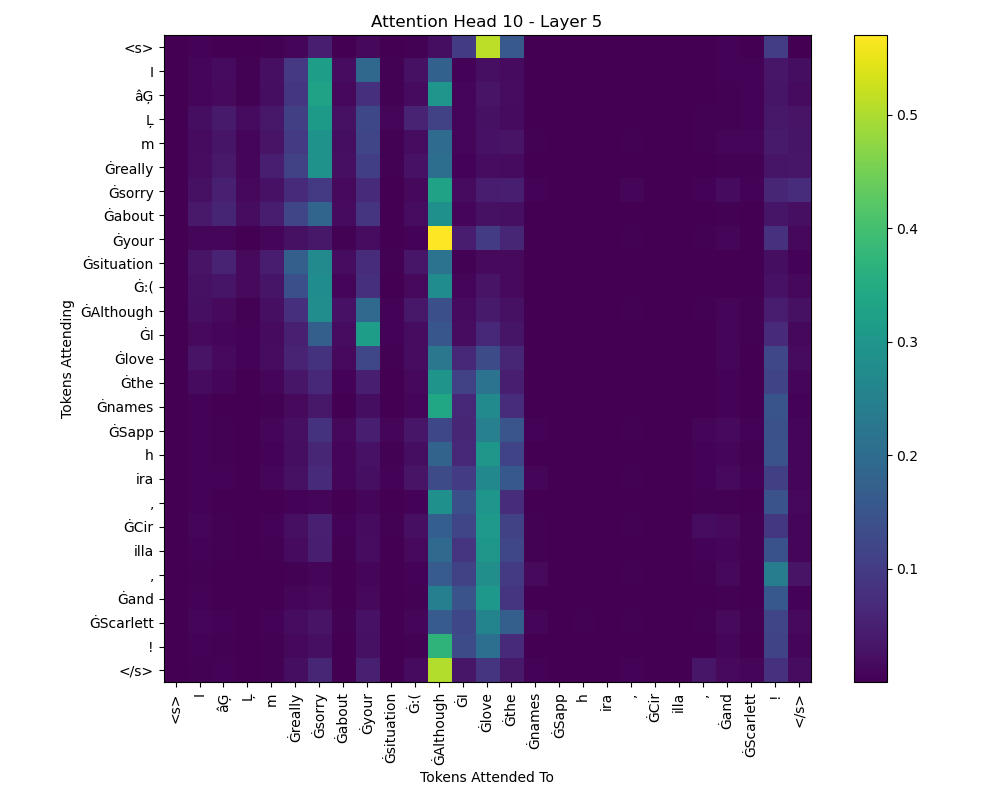 Attention Head 10 - Layer 5
<s>
I
âĢ
Ļ
m
Ġreally
Ġsorry
Ġabout
Ġyour
Ġsituation
Ġ:(
ĠAlthough
ĠI
Ġlove
Ġthe
Ġnames
ĠSapp
h
ira
,
ĠCir
illa
,
Ġand
ĠScarlett
!
</s>
Tokens Attending
<s>
I
âĢ
Ļ
m
Ġreally
Ġsorry
Ġabout
Ġyour
Ġsituation
Ġ:(
ĠAlthough
ĠI
Ġlove
Ġthe
Ġnames
ĠSapp
h
ira
,
ĠCir
illa
,
Ġand
ĠScarlett
!
</s>
Tokens Attended To
0.5
0.4
0.3
0.2
0.1